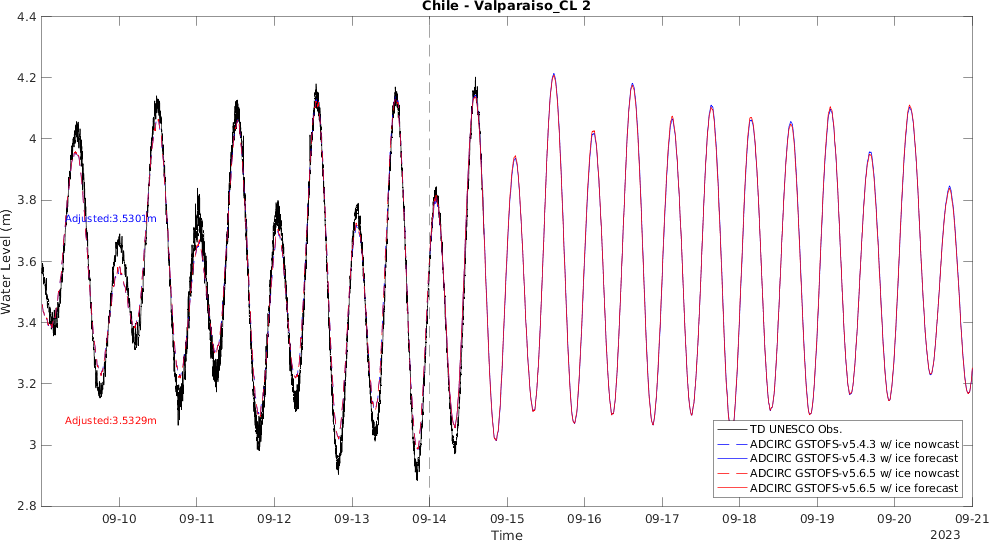 Chile - Valparaiso_CL 2
4.4
4.2
4
3.8
3.6
3.4
3.2
3
2.8
Water Level (m)
Adjusted:3.5301m
Adjusted:3.5329m
TD UNESCO Obs.
ADCIRC GSTOFS-v5.4.3 w/ ice nowcast
ADCIRC GSTOFS-v5.4.3 w/ ice forecast
ADCIRC GSTOFS-v5.6.5 w/ ice nowcast
ADCIRC GSTOFS-v5.6.5 w/ ice forecast
09-10 09-11 09-12 09-13 09-14 09-15 09-16 09-17 09-18 09-19 09-20 09-21
Time
2023